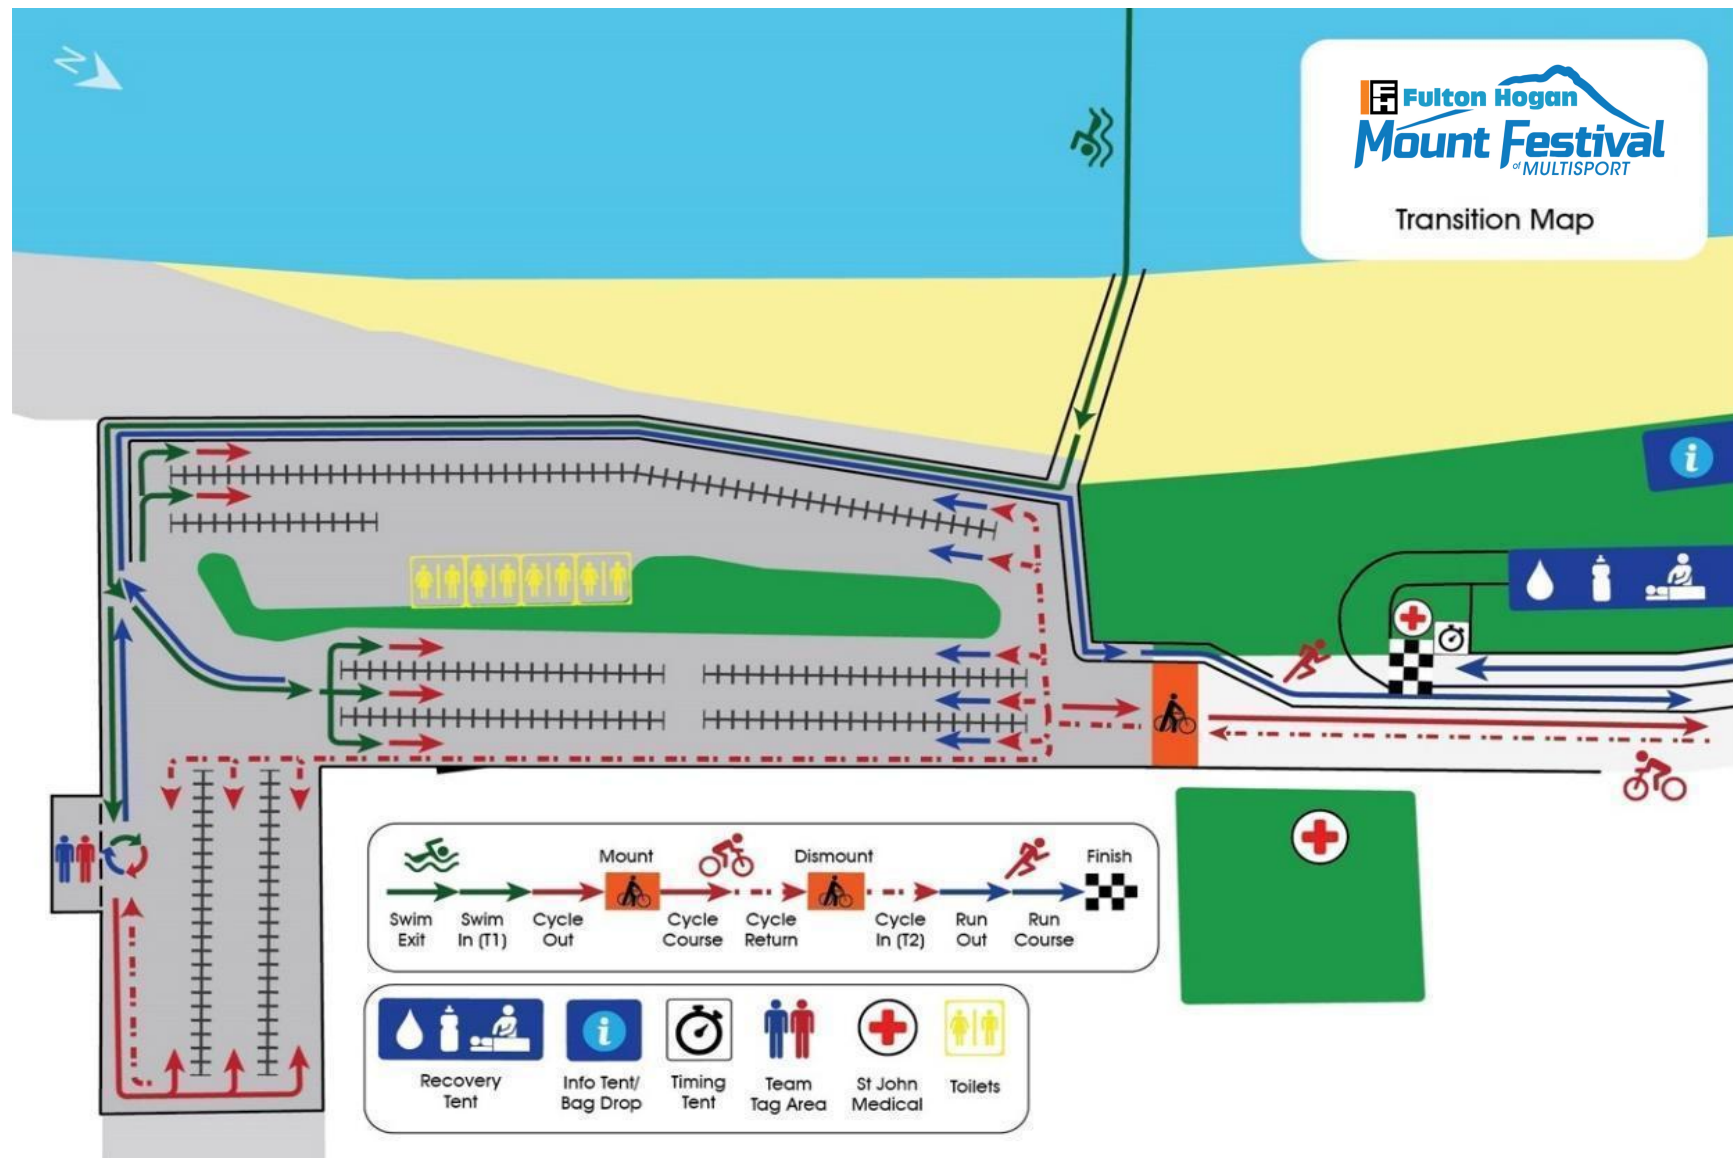 N
FH Fulton Hogan
Mount Festival
of MULTISPORT
Transition Map
i
Mount
Dismount
Finish
Swim
Exit
Swim
In (T1)
Cycle
Out
Cycle
Course
Cycle
Return
Cycle
In (T2)
Run
Out
Run
Course
i
Recovery
Tent
Info Tent/
Bag Drop
Timing
Tent
Team
Tag Area
St John
Medical
Toilets